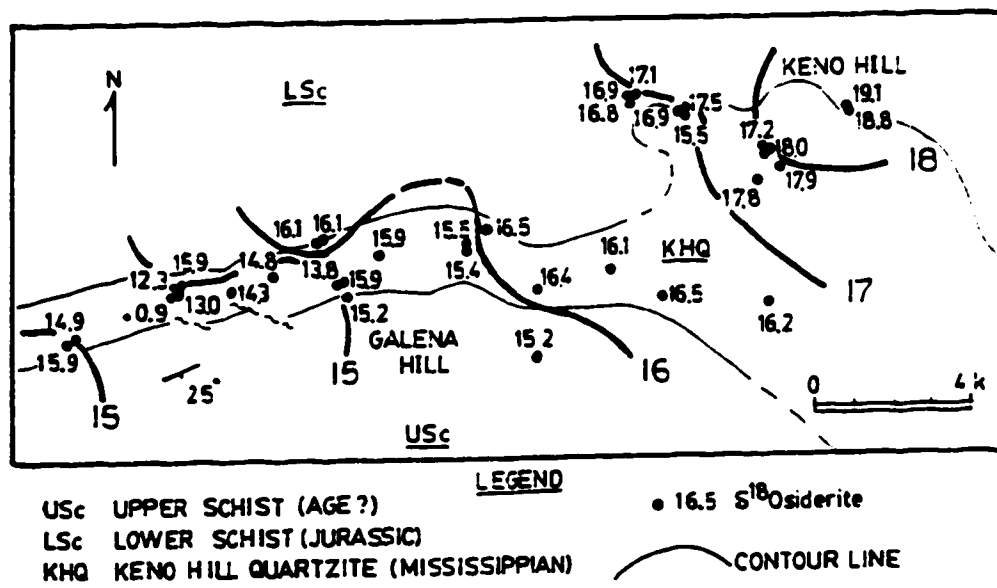 N
LSc
KENO HILL
16.9 17.1
16.8 16.9 17.5
15.5
19.1
18.8
17.2 18.0
17.9
17.8
18
16.1 16.1
15.9
15.5 16.5
15.4
16.1
KHQ
17
12.3 15.9 14.8 13.8
15.9
16.4
16.5
0.9 13.0 14.3
15.2
16.2
14.9
15.9
15.2
GALENA
HILL
25°
15
15
16
0 4 k
USc
LEGEND
USc UPPER SCHIST (AGE?)
LSc LOWER SCHIST (JURASSIC)
KHQ KENO HILL QUARTZITE (MISSISSIPPIAN)
16.5 δ18Osiderite
CONTOUR LINE